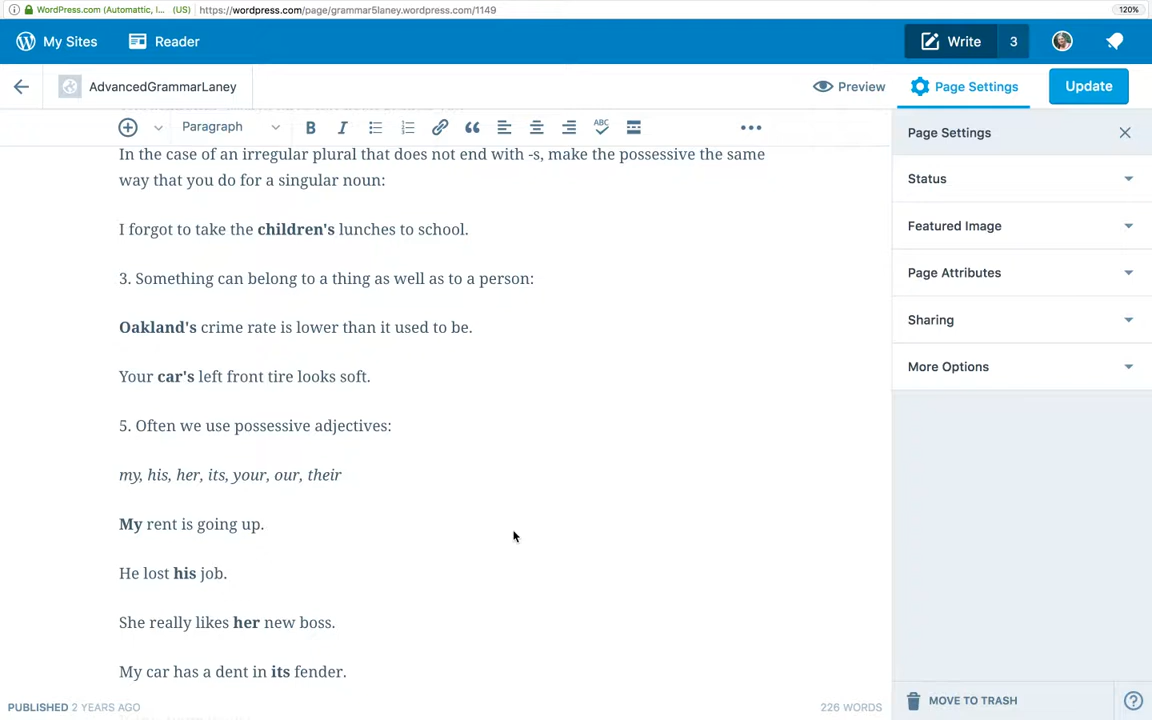 WordPress.com (Automattic, I... (US) https://wordpress.com/page/grammar5laney.wordpress.com/1149 120%
My Sites Reader Write 3
AdvancedGrammarLaney Preview Page Settings Update
Paragraph B I ABC
Page Settings
In the case of an irregular plural that does not end with -s, make the possessive the same
way that you do for a singular noun:
I forgot to take the children's lunches to school.
3. Something can belong to a thing as well as to a person:
Oakland's crime rate is lower than it used to be.
Your car's left front tire looks soft.
5. Often we use possessive adjectives:
my, his, her, its, your, our, their
My rent is going up.
He lost his job.
She really likes her new boss.
My car has a dent in its fender.
Status
Featured Image
Page Attributes
Sharing
More Options
PUBLISHED 2 YEARS AGO 226 WORDS
MOVE TO TRASH